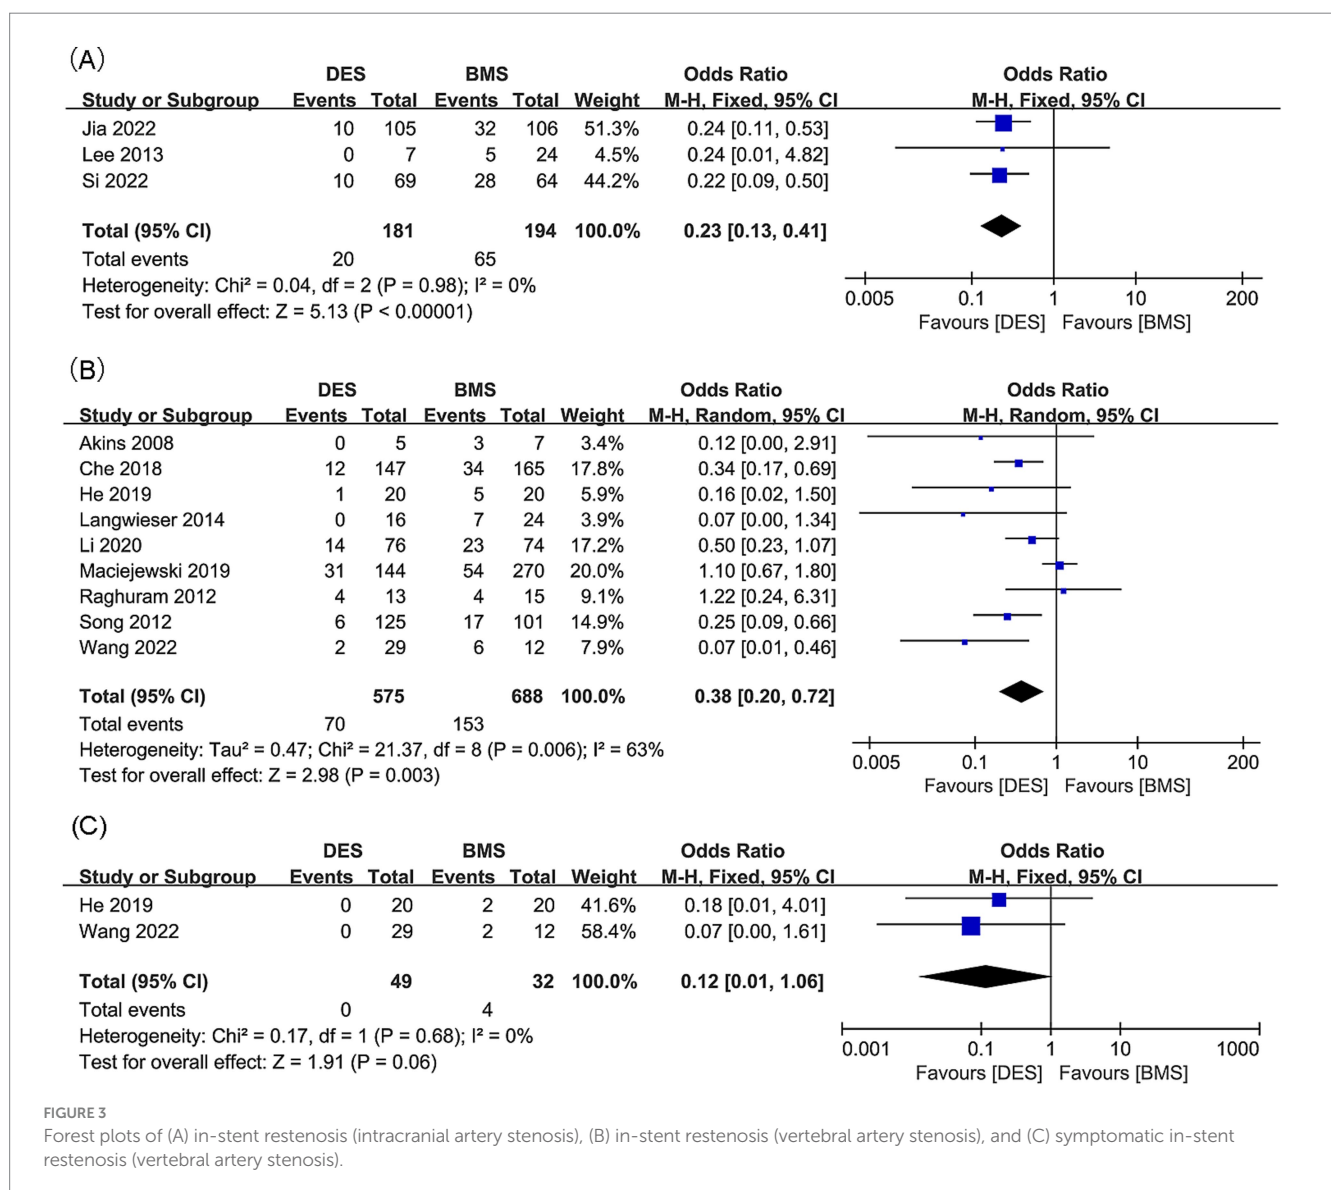 (A)
DES BMS Odds Ratio Odds Ratio
Study or Subgroup Events Total Events Total Weight M-H, Fixed, 95% CI M-H, Fixed, 95% CI
Jia 2022 10 105 32 106 51.3% 0.24 [0.11, 0.53]
Lee 2013 0 7 5 24 4.5% 0.24 [0.01, 4.82]
Si 2022 10 69 28 64 44.2% 0.22 [0.09, 0.50]
Total (95% CI) 181 194 100.0% 0.23 [0.13, 0.41]
Total events 20 65
Heterogeneity: Chi² = 0.04, df = 2 (P = 0.98); I² = 0%
Test for overall effect: Z = 5.13 (P < 0.00001)
0.005 0.1 1 10 200
Favours [DES] Favours [BMS]
(B)
DES BMS Odds Ratio Odds Ratio
Study or Subgroup Events Total Events Total Weight M-H, Random, 95% CI M-H, Random, 95% CI
Akins 2008 0 5 3 7 3.4% 0.12 [0.00, 2.91]
Che 2018 12 147 34 165 17.8% 0.34 [0.17, 0.69]
He 2019 1 20 5 20 5.9% 0.16 [0.02, 1.50]
Langwieser 2014 0 16 7 24 3.9% 0.07 [0.00, 1.34]
Li 2020 14 76 23 74 17.2% 0.50 [0.23, 1.07]
Maciejewski 2019 31 144 54 270 20.0% 1.10 [0.67, 1.80]
Raghuram 2012 4 13 4 15 9.1% 1.22 [0.24, 6.31]
Song 2012 6 125 17 101 14.9% 0.25 [0.09, 0.66]
Wang 2022 2 29 6 12 7.9% 0.07 [0.01, 0.46]
Total (95% CI) 575 688 100.0% 0.38 [0.20, 0.72]
Total events 70 153
Heterogeneity: Tau² = 0.47; Chi² = 21.37, df = 8 (P = 0.006); I² = 63%
Test for overall effect: Z = 2.98 (P = 0.003)
0.005 0.1 1 10 200
Favours [DES] Favours [BMS]
(C)
DES BMS Odds Ratio Odds Ratio
Study or Subgroup Events Total Events Total Weight M-H, Fixed, 95% CI M-H, Fixed, 95% CI
He 2019 0 20 2 20 41.6% 0.18 [0.01, 4.01]
Wang 2022 0 29 2 12 58.4% 0.07 [0.00, 1.61]
Total (95% CI) 49 32 100.0% 0.12 [0.01, 1.06]
Total events 0 4
Heterogeneity: Chi² = 0.17, df = 1 (P = 0.68); I² = 0%
Test for overall effect: Z = 1.91 (P = 0.06)
0.001 0.1 1 10 1000
Favours [DES] Favours [BMS]
FIGURE 3
Forest plots of (A) in-stent restenosis (intracranial artery stenosis), (B) in-stent restenosis (vertebral artery stenosis), and (C) symptomatic in-stent
restenosis (vertebral artery stenosis).